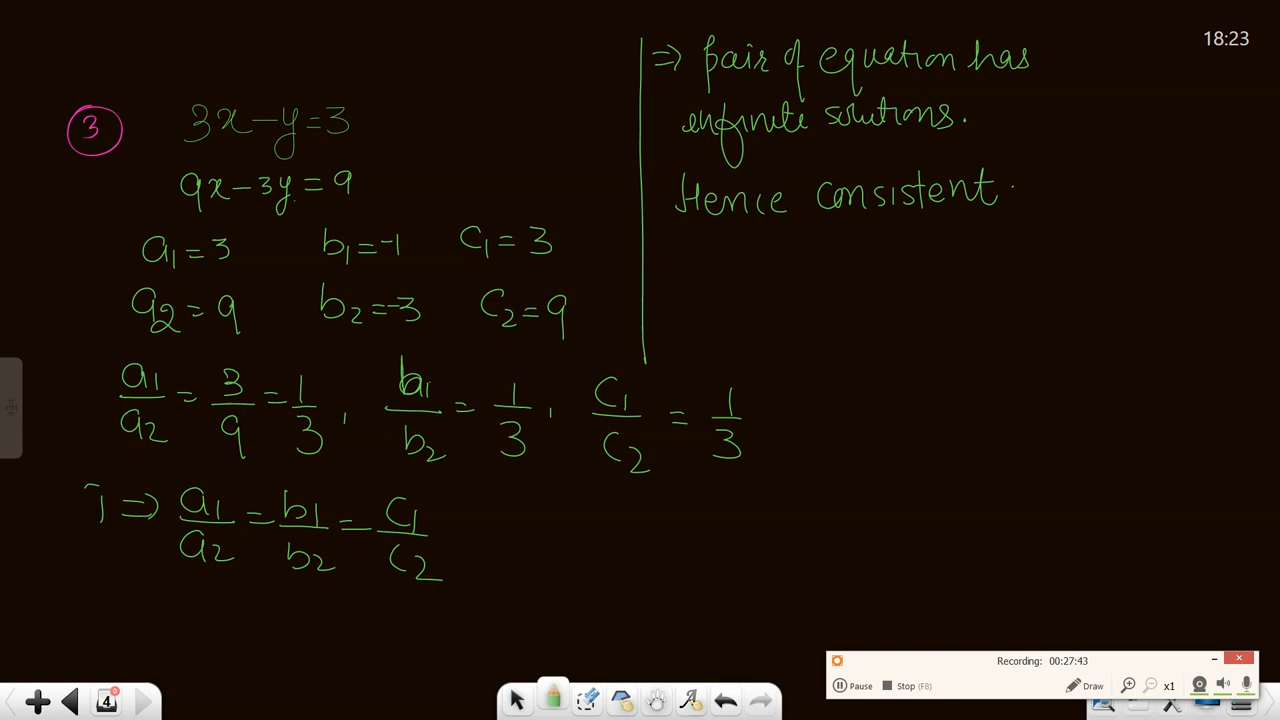 18:23
3
3x-y=3
9x-3y=9
a1=3 b1=-1 c1=3
a2=9 b2=-3 c2=9
a1/a2 = 3/9 = 1/3, b1/b2 = 1/3, c1/c2 = 1/3
⇒ a1/a2 = b1/b2 = c1/c2
⇒ pair of equation has
infinite solutions.
Hence consistent.
Recording: 00:27:43
Pause Stop (F8) Draw x1
4 0